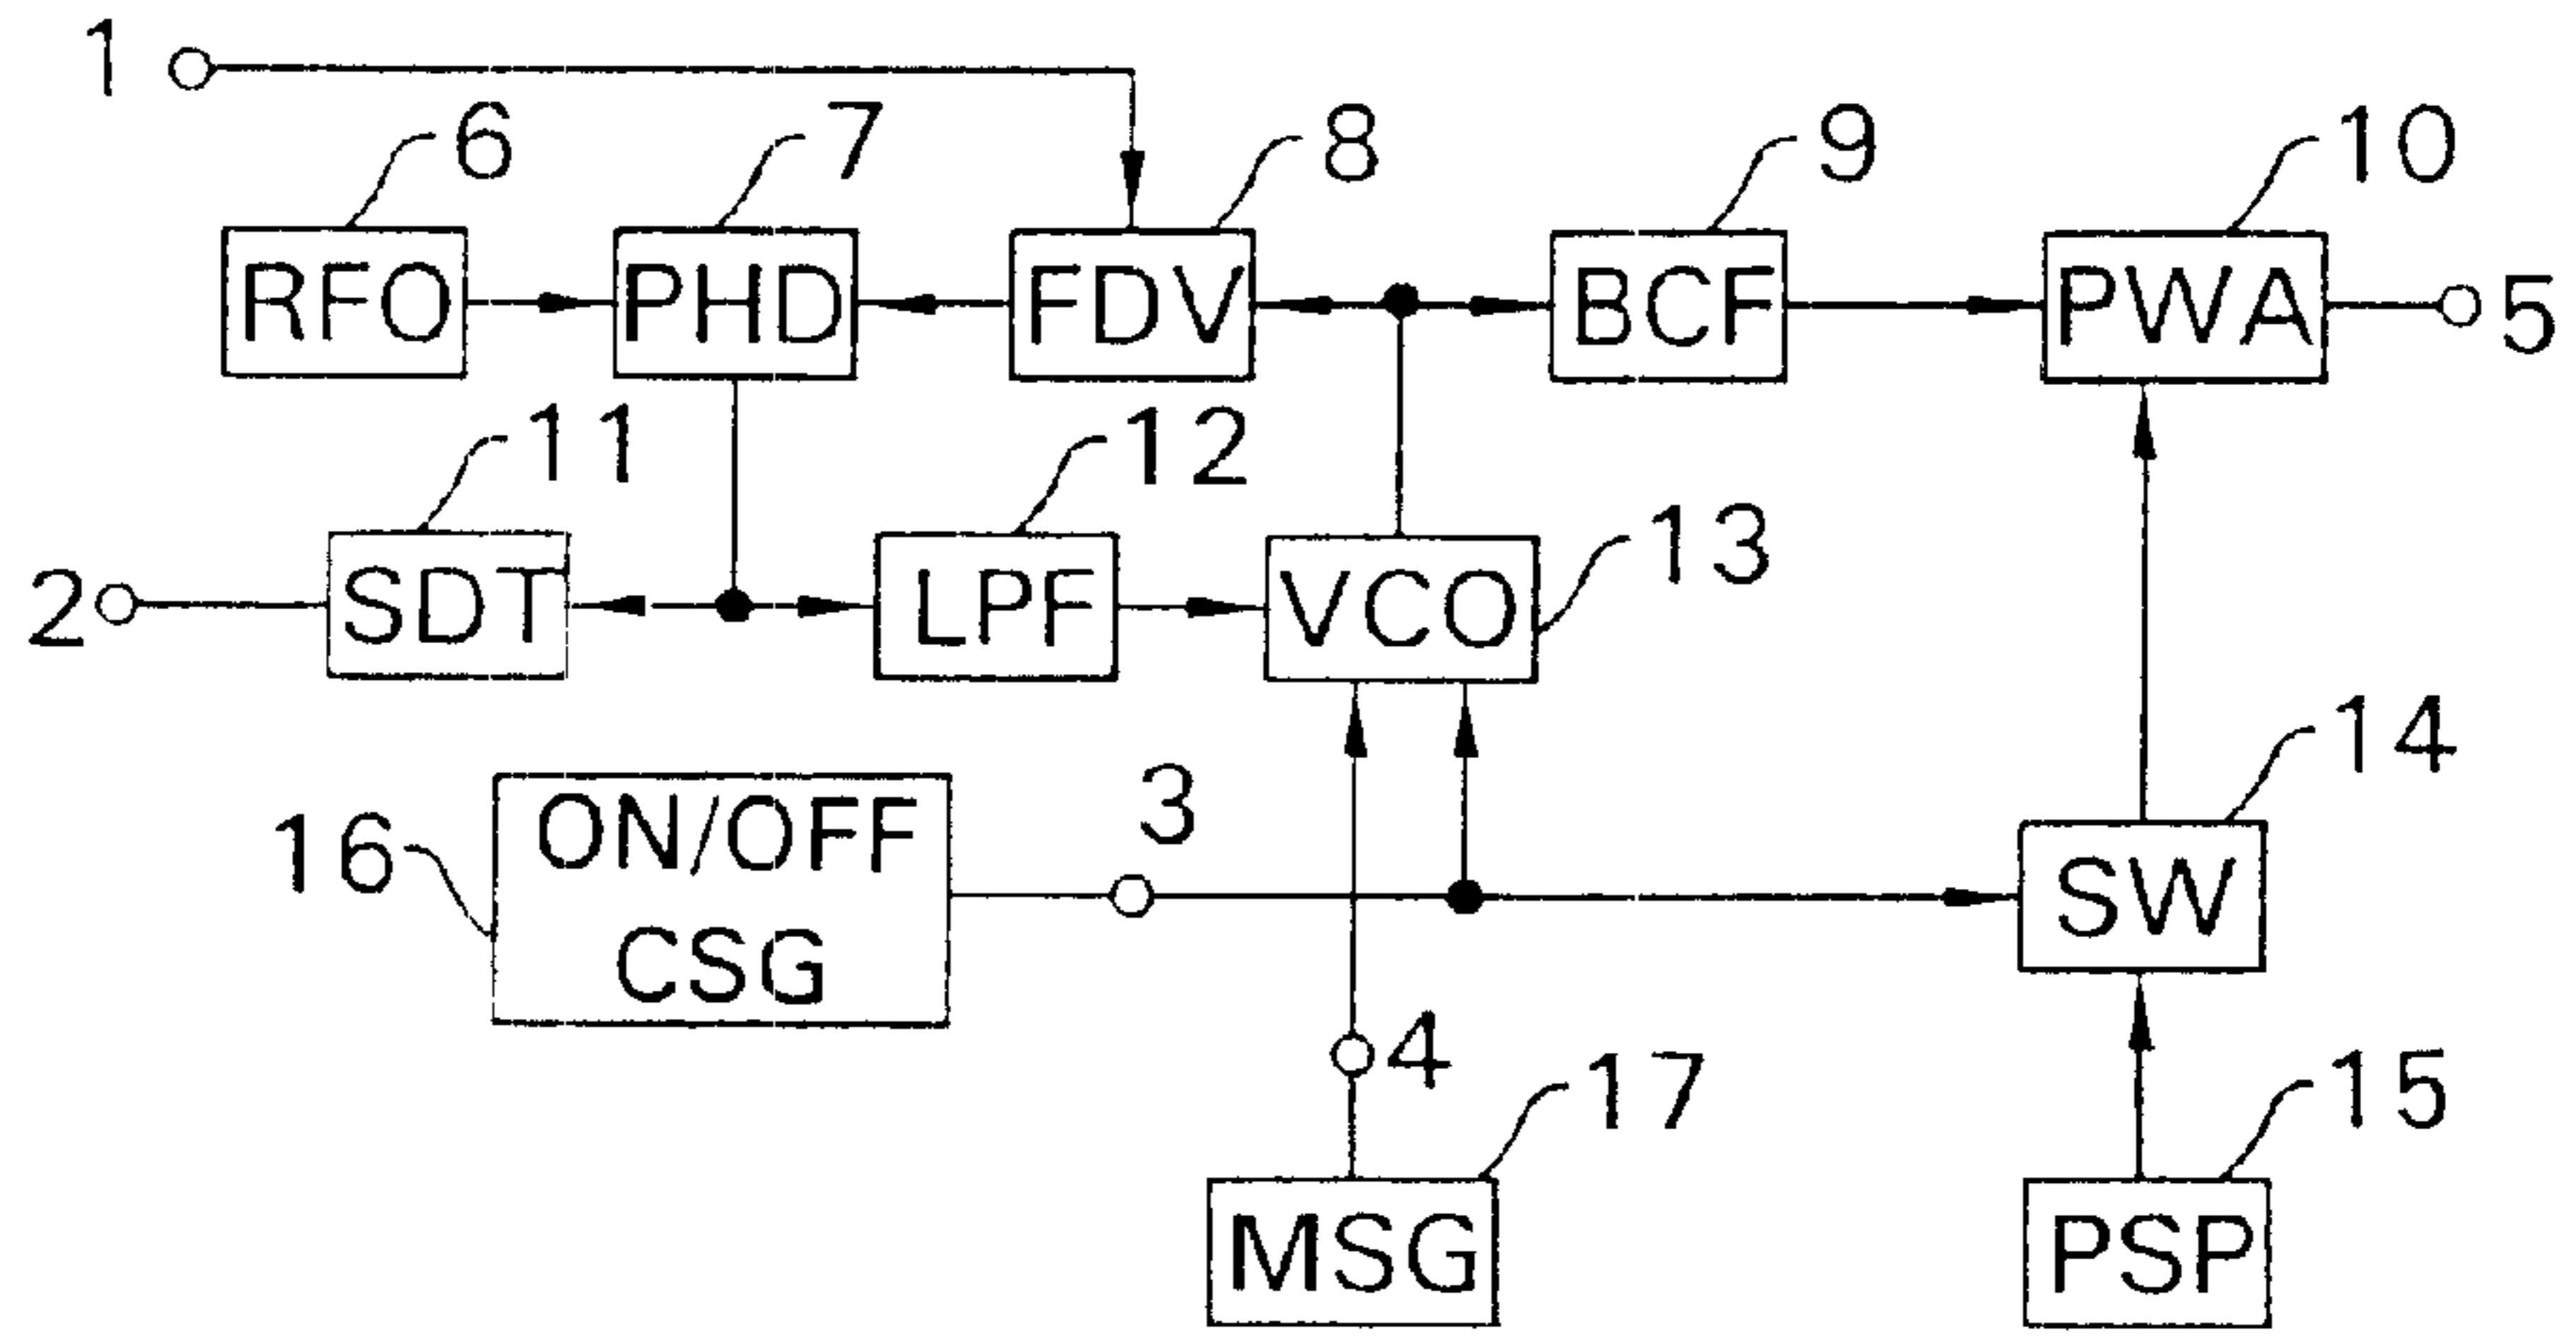 1
6 7 8 9 10
RFO PHD FDV BCF PWA 5
11 12 13
2 SDT LPF VCO
14
3
16 ON/OFF SW
CSG
4 17 15
MSG PSP